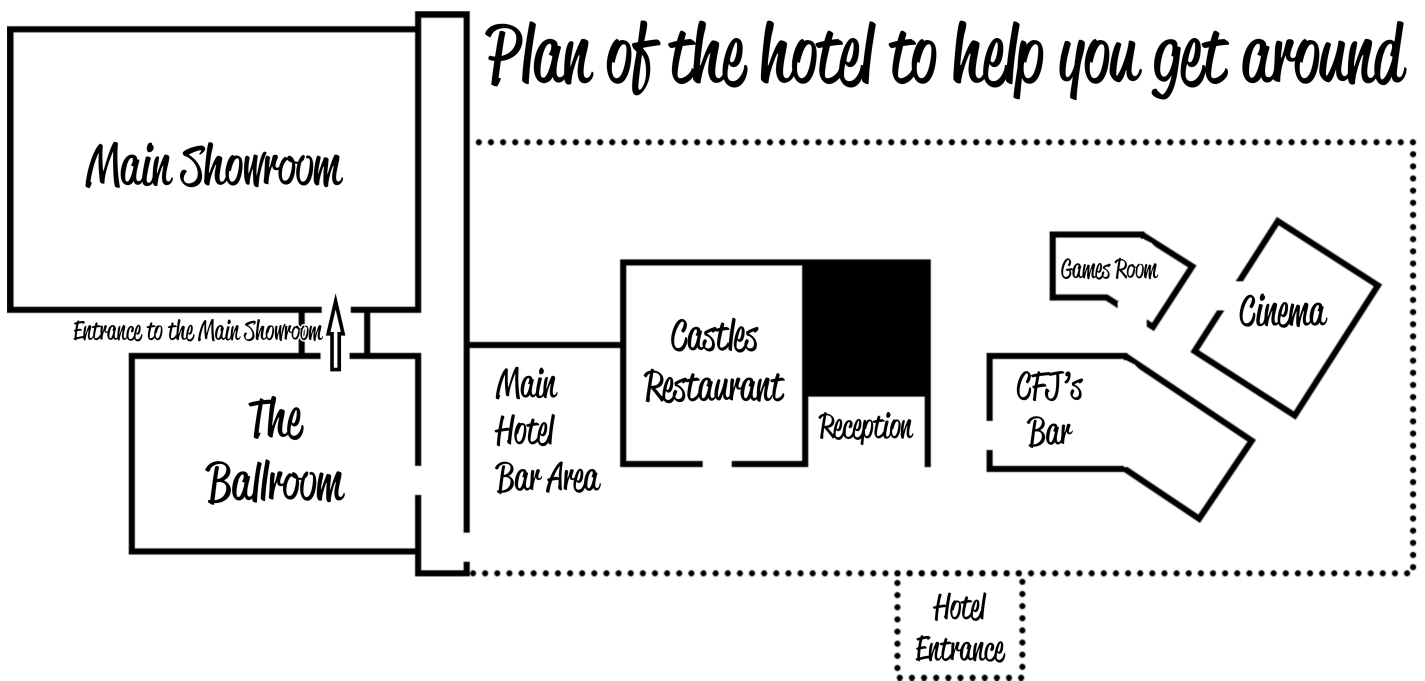 Plan of the hotel to help you get around
Main Showroom
Entrance to the Main Showroom
The
Ballroom
Main
Hotel
Bar Area
Castles
Restaurant
Reception
Games Room
Cinema
CFJ's
Bar
Hotel
Entrance